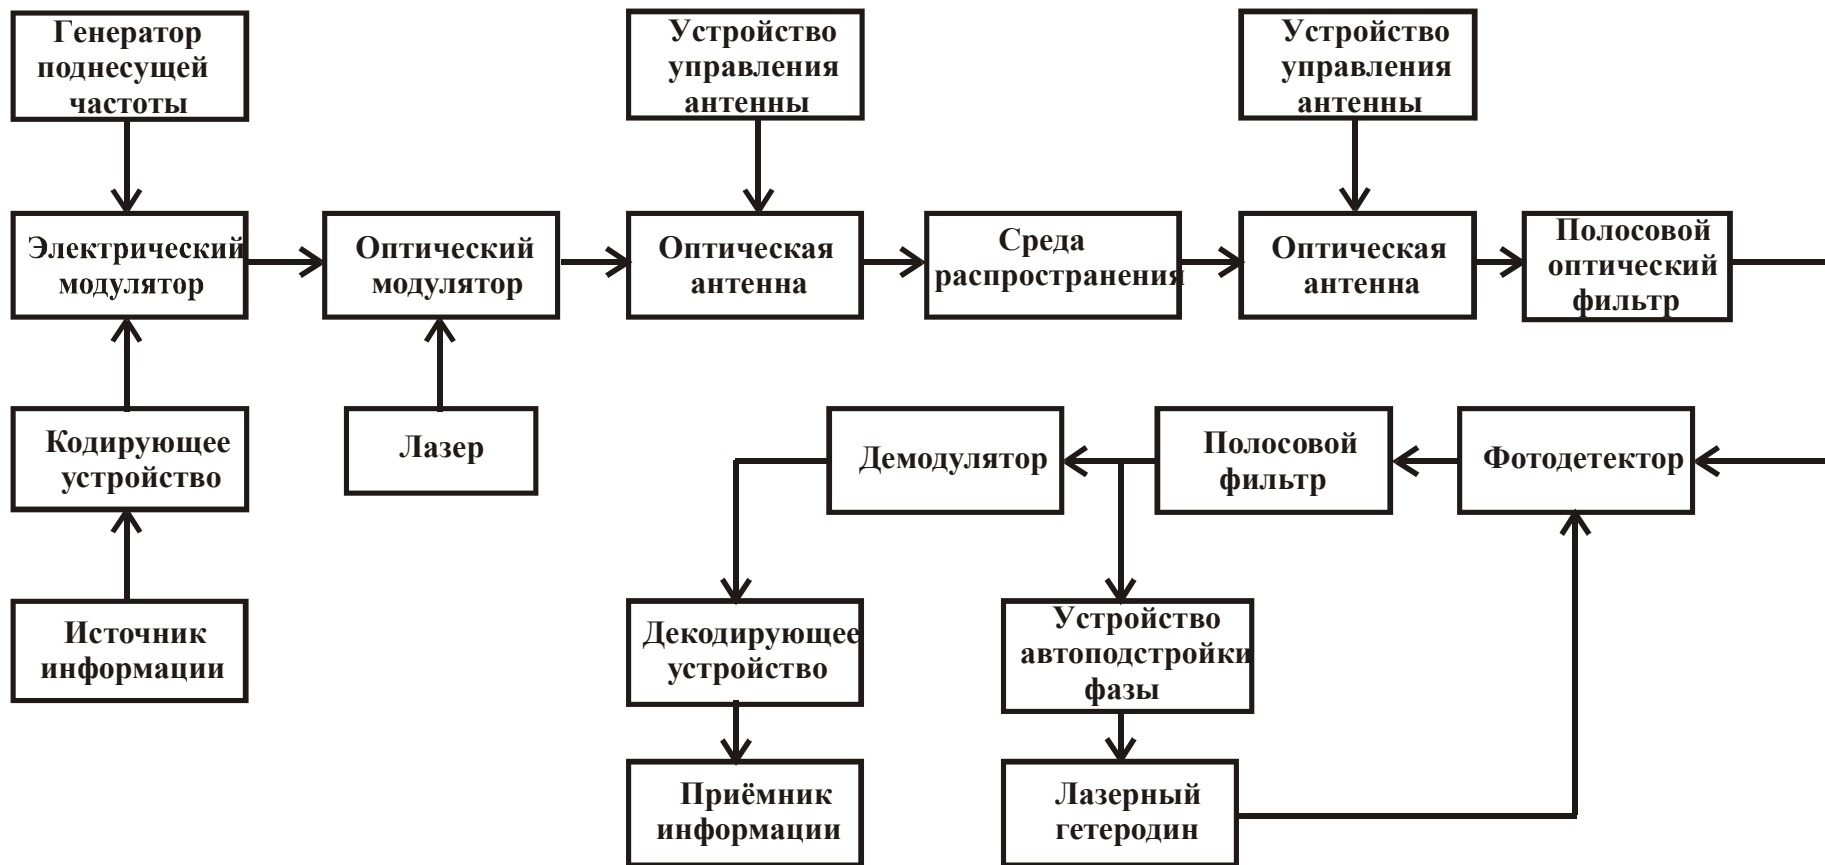 Генератор
поднесущей
частоты
Устройство
управления
антенны
Устройство
управления
антенны
Электрический
модулятор
Оптический
модулятор
Оптическая
антенна
Среда
распространения
Оптическая
антенна
Полосовой
оптический
фильтр
Кодирующее
устройство
Лазер
Демодулятор
Полосовой
фильтр
Фотодетектор
Источник
информации
Декодирующее
устройство
Устройство
автоподстройки
фазы
Приёмник
информации
Лазерный
гетеродин